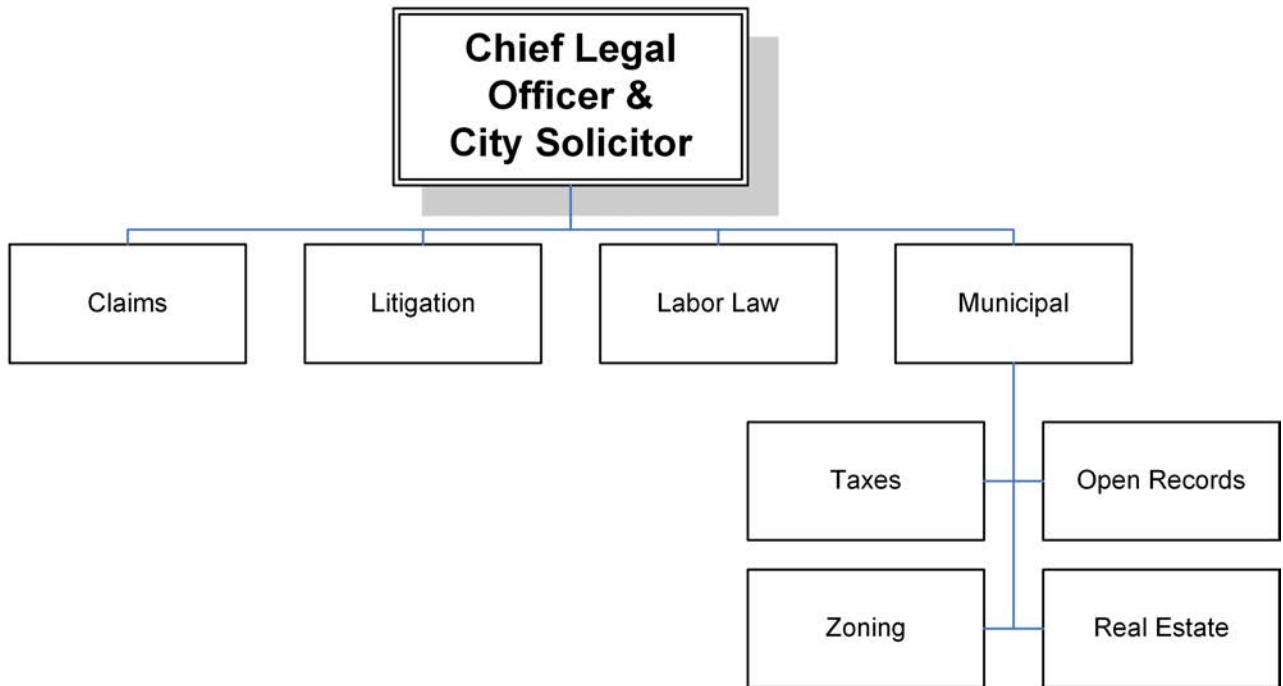 Chief Legal
Officer &
City Solicitor
Claims
Litigation
Labor Law
Municipal
Taxes
Open Records
Zoning
Real Estate